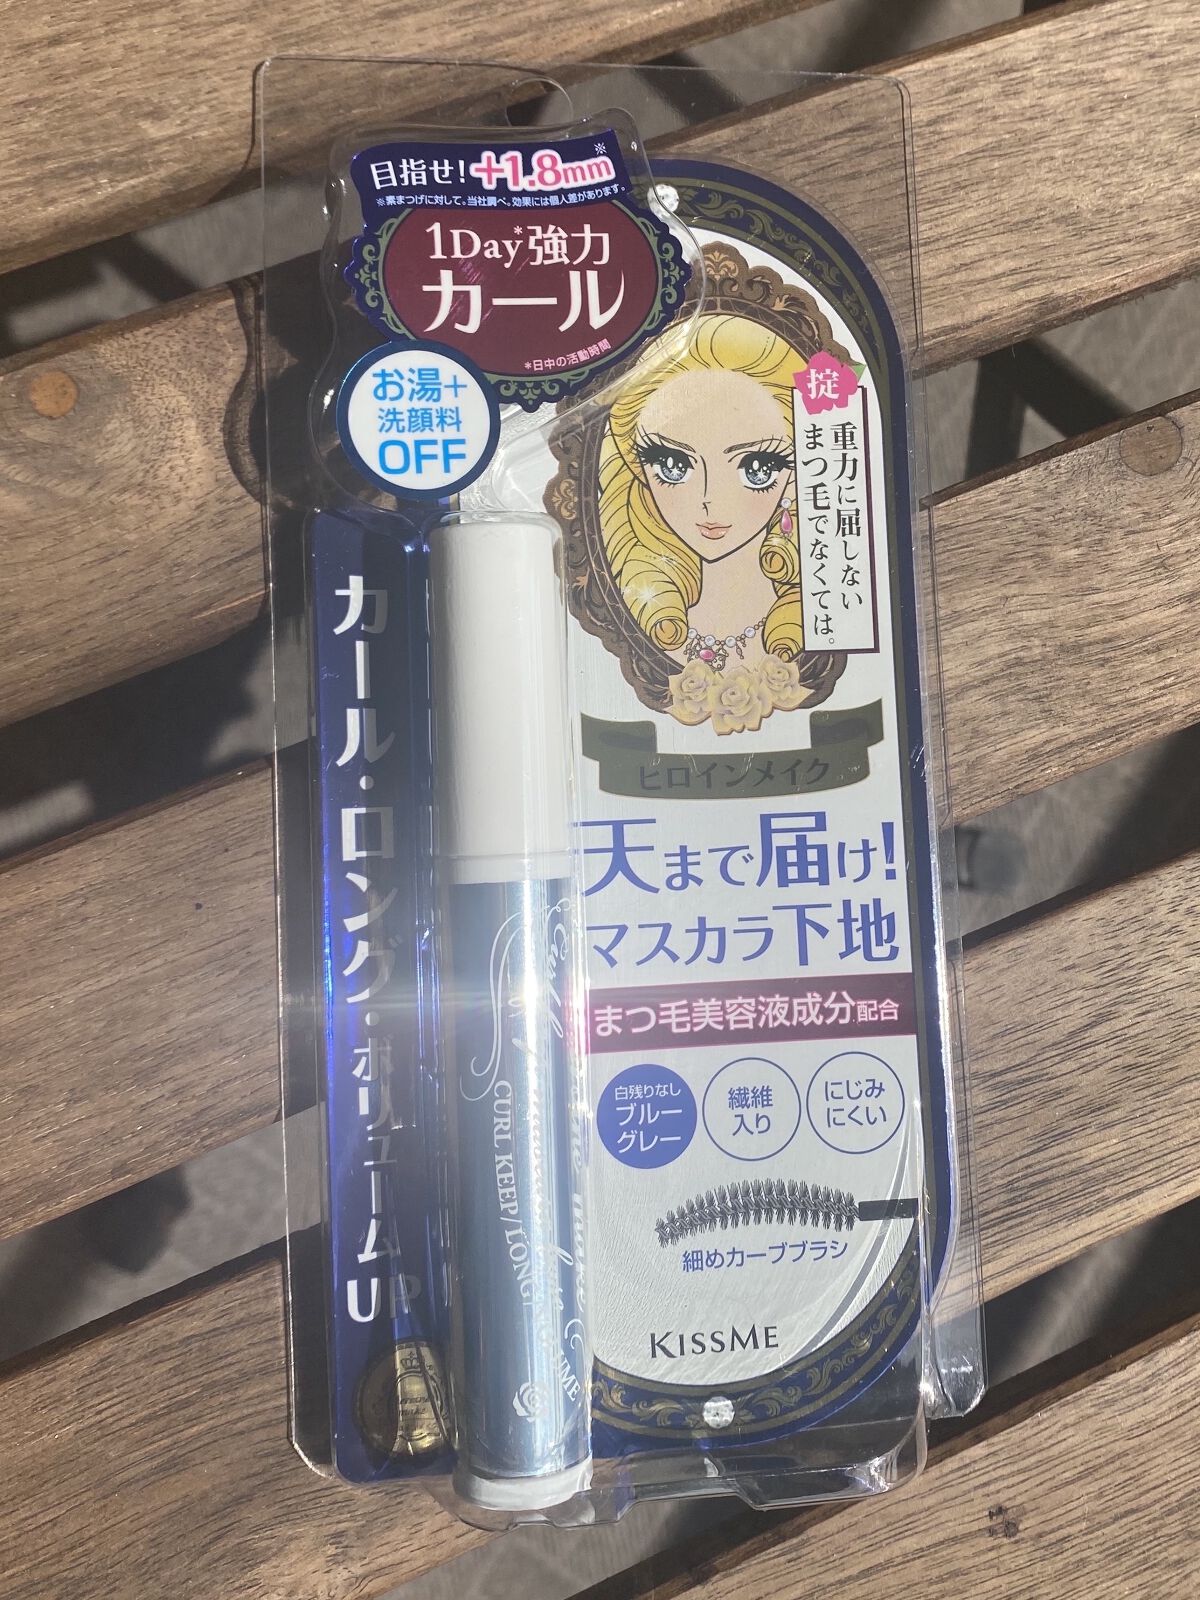 目指せ!+1.8mm※
※素まつげに対して。当社調べ。効果には個人差があります。
1Day*強力
カール
*日中の活動時間
お湯+
洗顔料
OFF
掟
重力に屈しない
まつ毛でなくては。
カール・ロング・ボリュームUP
ヒロインメイク
天まで届け!
マスカラ下地
まつ毛美容液成分配合
白残りなし
ブルー
グレー
繊維
入り
にじみ
にくい
細めカーブブラシ
KISSME
CURL KEEP/LONG/